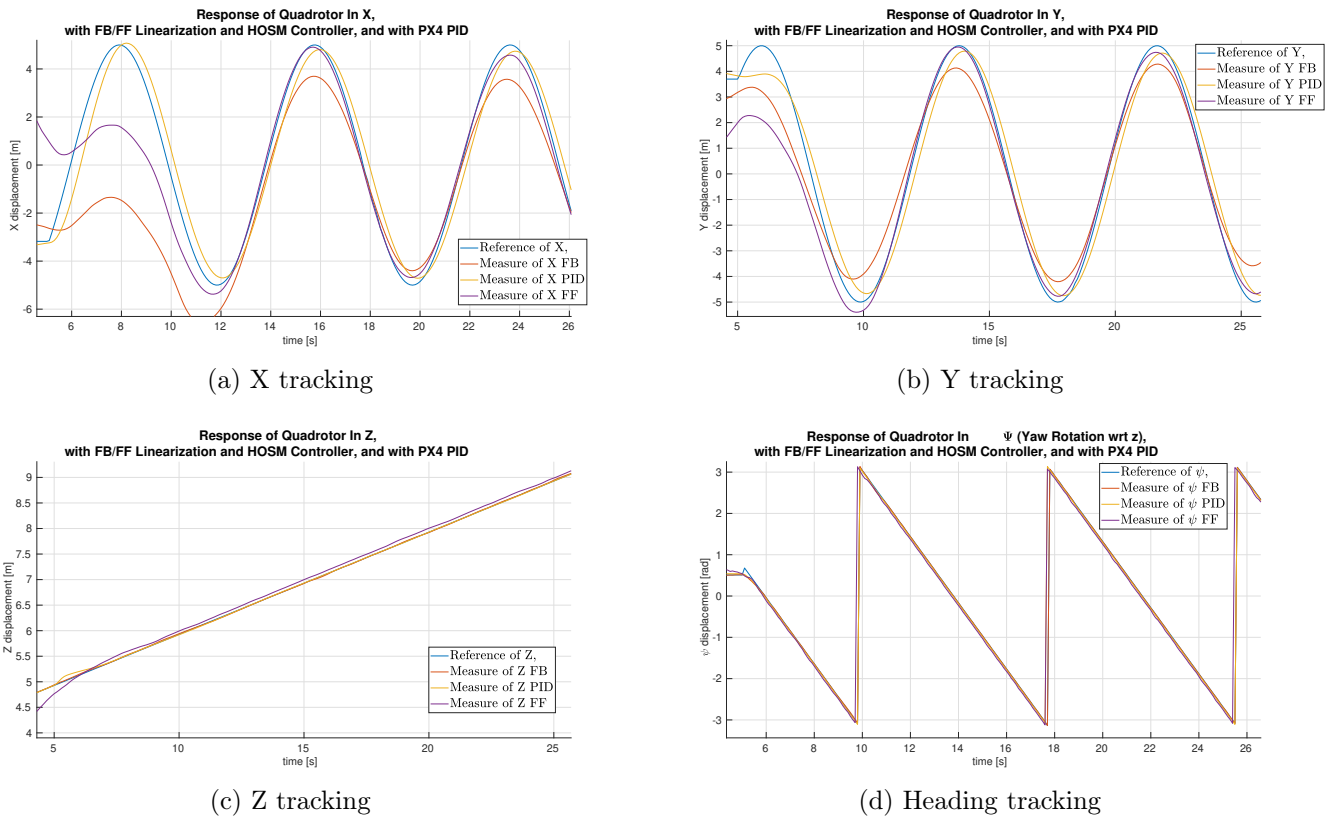 Response of Quadrotor In X,
with FB/FF Linearization and HOSM Controller, and with PX4 PID
4
2
0
-2
-4
-6
X displacement [m]
6 8 10 12 14 16 18 20 22 24 26
time [s]
Reference of X,
Measure of X FB
Measure of X PID
Measure of X FF
(a) X tracking
Response of Quadrotor In Y,
with FB/FF Linearization and HOSM Controller, and with PX4 PID
5
4
3
2
1
0
-1
-2
-3
-4
-5
Y displacement [m]
5 10 15 20 25
time [s]
Reference of Y,
Measure of Y FB
Measure of Y PID
Measure of Y FF
(b) Y tracking
Response of Quadrotor In Z,
with FB/FF Linearization and HOSM Controller, and with PX4 PID
9
8.5
8
7.5
7
6.5
6
5.5
5
4.5
4
Z displacement [m]
5 10 15 20 25
time [s]
Reference of Z,
Measure of Z FB
Measure of Z PID
Measure of Z FF
(c) Z tracking
Response of Quadrotor In Ψ (Yaw Rotation wrt z),
with FB/FF Linearization and HOSM Controller, and with PX4 PID
3
2
1
0
-1
-2
-3
ψ displacement [rad]
6 8 10 12 14 16 18 20 22 24 26
time [s]
Reference of ψ,
Measure of ψ FB
Measure of ψ PID
Measure of ψ FF
(d) Heading tracking